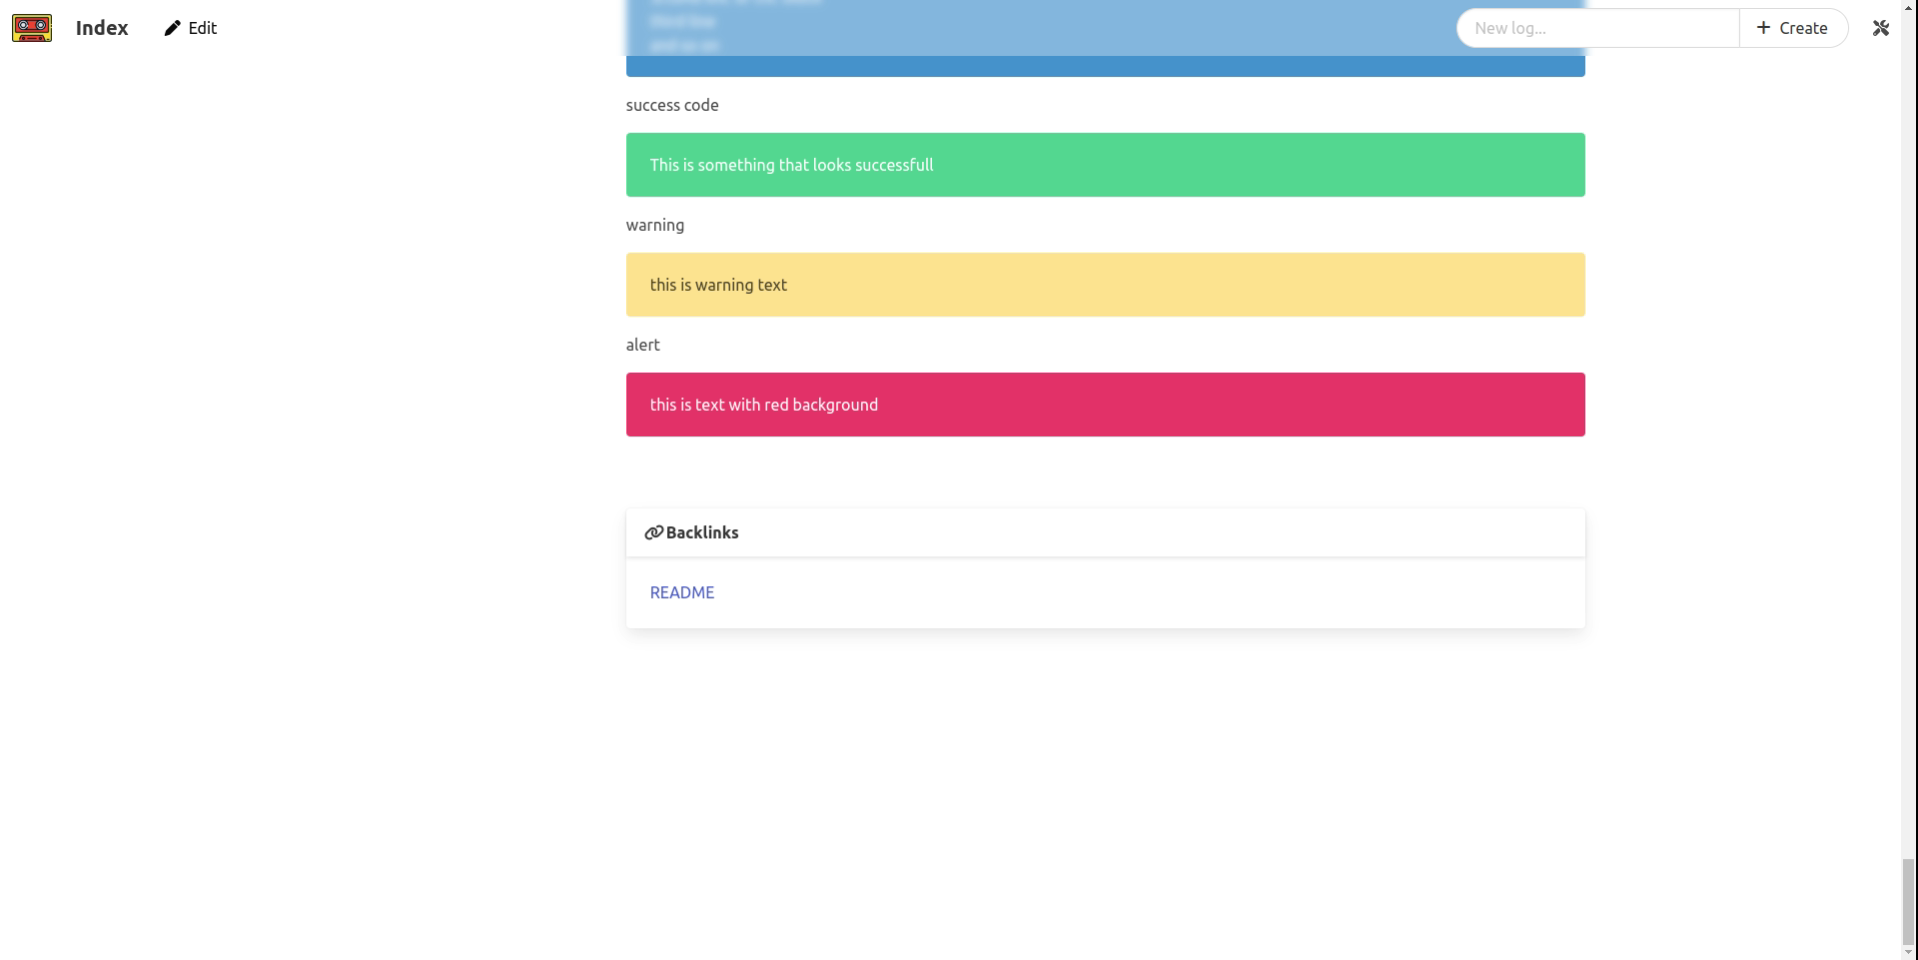 Index
Edit
New log...
Create
third line
and so on
success code
This is something that looks successfull
warning
this is warning text
alert
this is text with red background
Backlinks
README